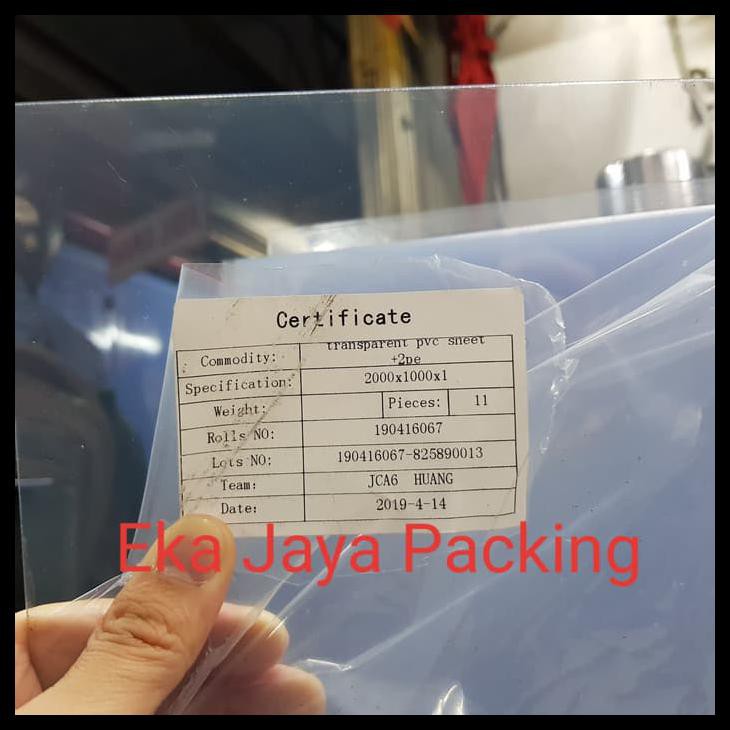 Certificate
Commodity: transparent pvc sheet
+2pe
Specification: 2000x1000x1
Weight: Pieces: 11
Rolls NO: 190416067
Lots NO: 190416067-825890013
Team: JCA6 HUANG
Date: 2019-4-14
Eka Jaya Packing